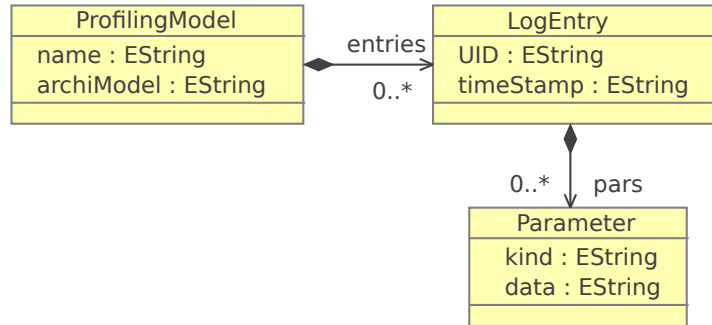 ProfilingModel
name : EString
archiModel : EString
entries
0..*
LogEntry
UID : EString
timeStamp : EString
0..*
pars
Parameter
kind : EString
data : EString